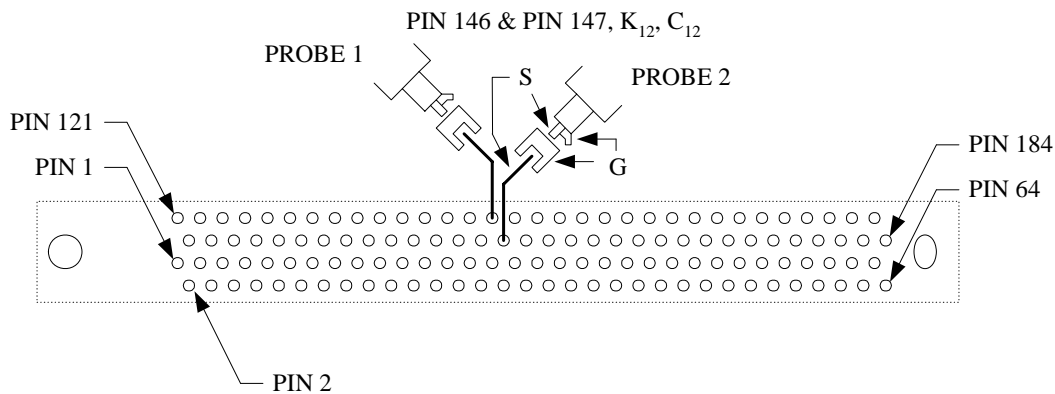 PIN 146 & PIN 147, K₁₂, C₁₂
PROBE 1
S
PROBE 2
PIN 121
PIN 184
PIN 1
G
PIN 64
PIN 2